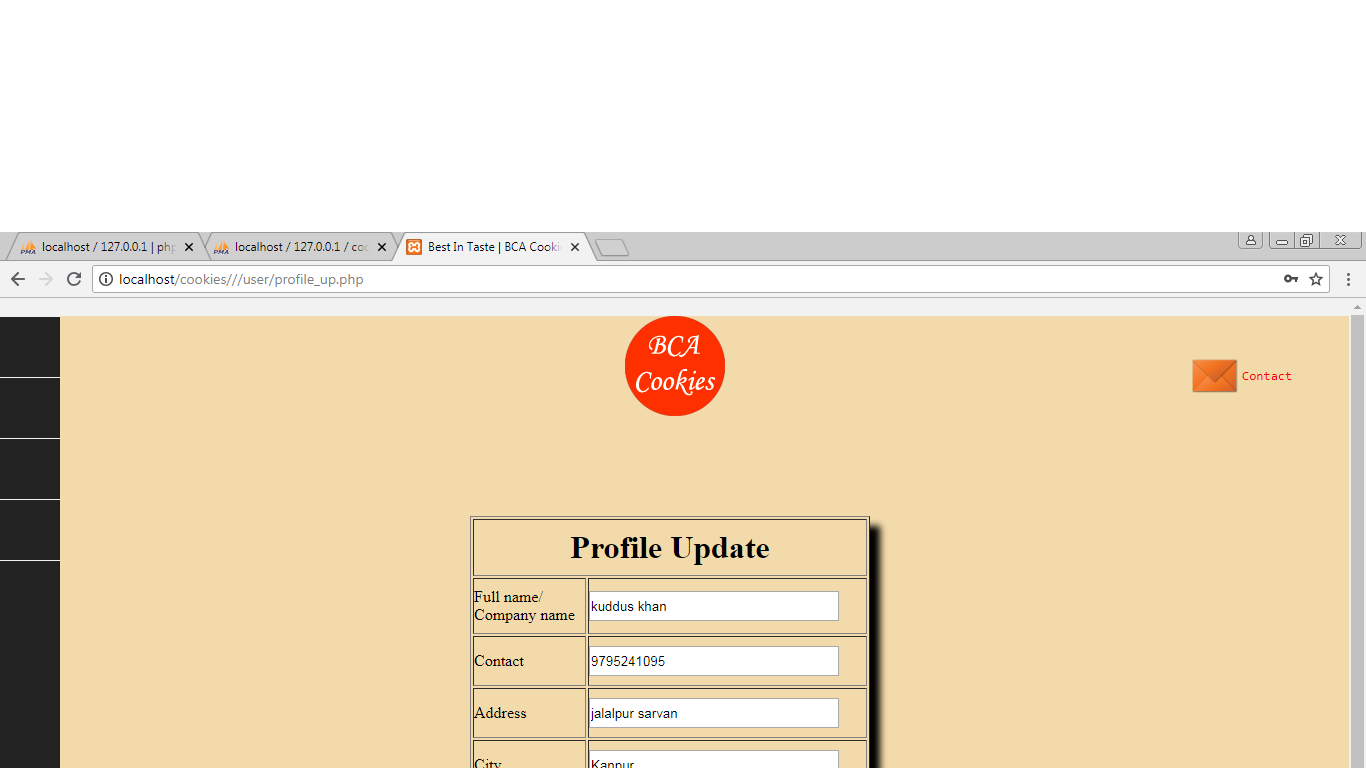 localhost / 127.0.0.1 | php
localhost / 127.0.0.1 / coo
Best In Taste | BCA Cookie
localhost/cookies///user/profile_up.php
BCA
Cookies
Contact
Profile Update
Full name/
Company name
kuddus khan
Contact
9795241095
Address
jalalpur sarvan
City
Kanpur